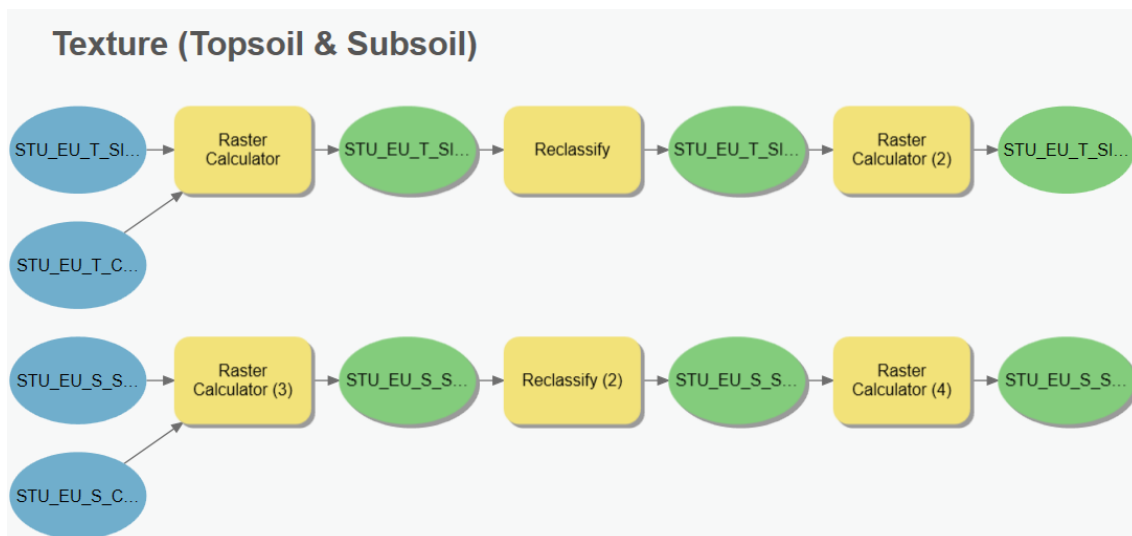 Texture (Topsoil & Subsoil)
STU_EU_T_SI...
Raster
Calculator
STU_EU_T_SI...
Reclassify
STU_EU_T_SI...
Raster
Calculator (2)
STU_EU_T_SI...
STU_EU_T_C...
STU_EU_S_S...
Raster
Calculator (3)
STU_EU_S_S...
Reclassify (2)
STU_EU_S_S...
Raster
Calculator (4)
STU_EU_S_S...
STU_EU_S_C...